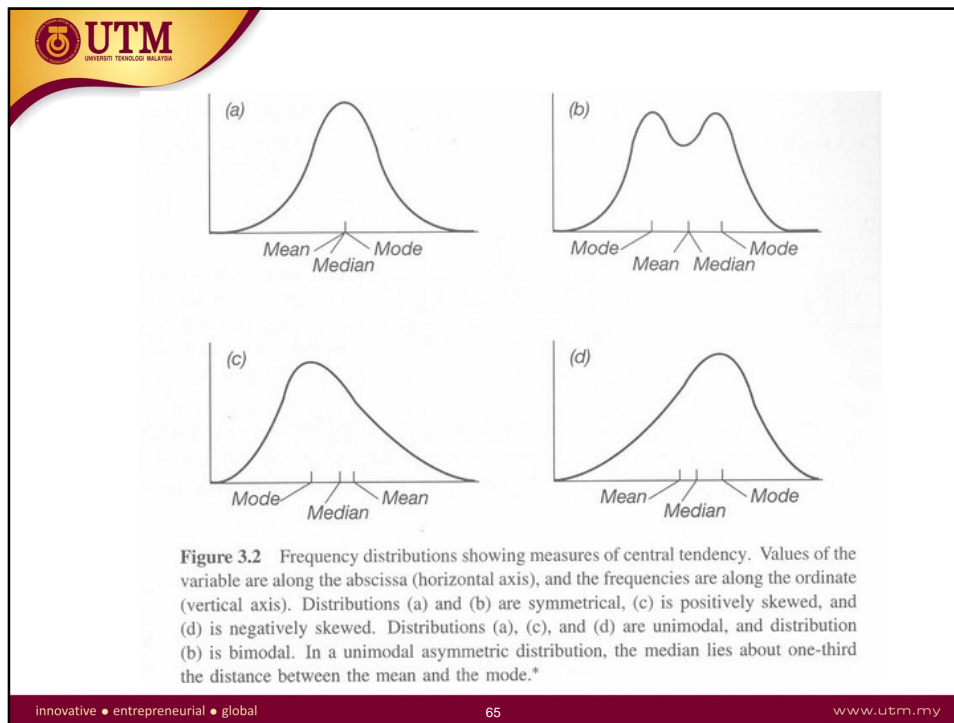 UTM
UNIVERSITI TEKNOLOGI MALAYSIA
(a)
Mean
Median
Mode
(b)
Mode
Mean
Median
Mode
(c)
Mode
Median
Mean
(d)
Mean
Median
Mode
Figure 3.2 Frequency distributions showing measures of central tendency. Values of the
variable are along the abscissa (horizontal axis), and the frequencies are along the ordinate
(vertical axis). Distributions (a) and (b) are symmetrical, (c) is positively skewed, and
(d) is negatively skewed. Distributions (a), (c), and (d) are unimodal, and distribution
(b) is bimodal. In a unimodal asymmetric distribution, the median lies about one-third
the distance between the mean and the mode.*
innovative ● entrepreneurial ● global
65
www.utm.my